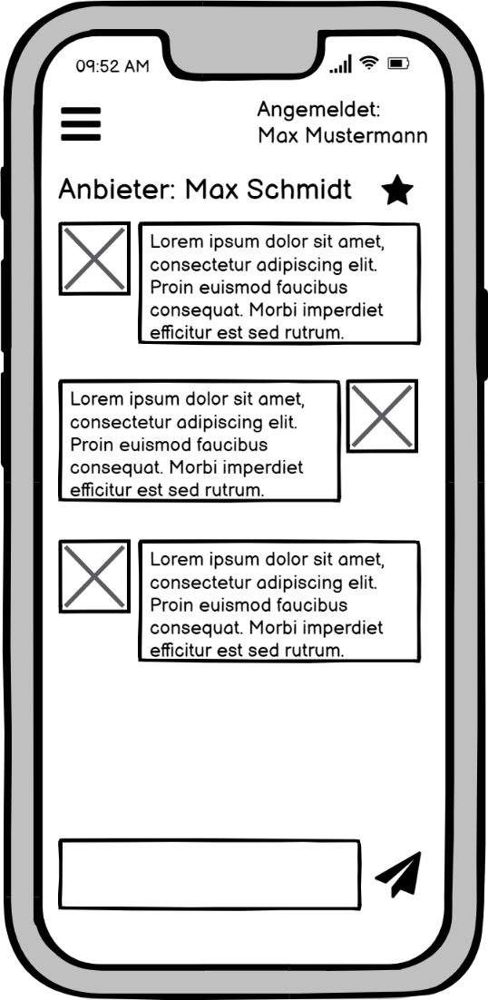 09:52 AM
Angemeldet:
Max Mustermann
Anbieter: Max Schmidt
Lorem ipsum dolor sit amet,
consectetur adipiscing elit.
Proin euismod faucibus
consequat. Morbi imperdiet
efficitur est sed rutrum.
Lorem ipsum dolor sit amet,
consectetur adipiscing elit.
Proin euismod faucibus
consequat. Morbi imperdiet
efficitur est sed rutrum.
Lorem ipsum dolor sit amet,
consectetur adipiscing elit.
Proin euismod faucibus
consequat. Morbi imperdiet
efficitur est sed rutrum.